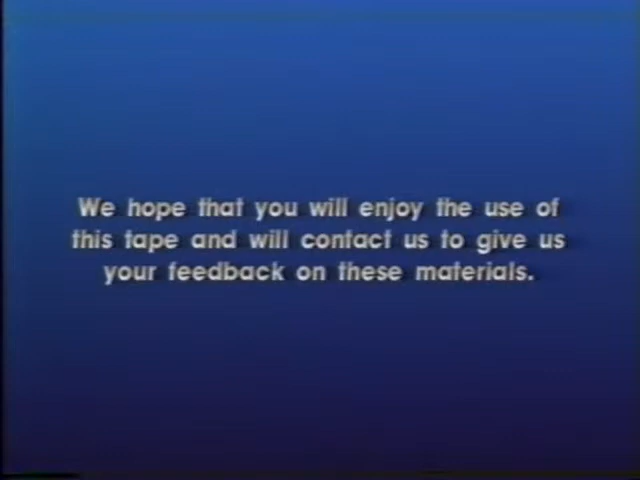 We hope that you will enjoy the use of
this tape and will contact us to give us
your feedback on these materials.